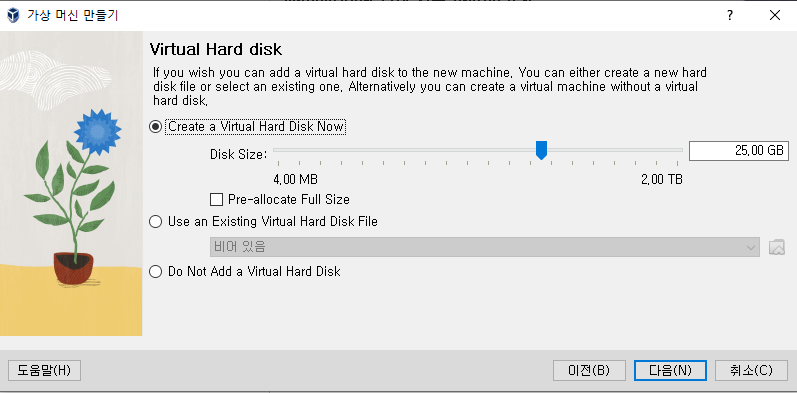 가상 머신 만들기
Virtual Hard disk
If you wish you can add a virtual hard disk to the new machine, You can either create a new hard
disk file or select an existing one, Alternatively you can create a virtual machine without a virtual
hard disk,
Create a Virtual Hard Disk Now
Disk Size: 25,00 GB
4,00 MB 2,00 TB
Pre-allocate Full Size
Use an Existing Virtual Hard Disk File
비어 있음
Do Not Add a Virtual Hard Disk
도움말(H) 이전(B) 다음(N) 취소(C)